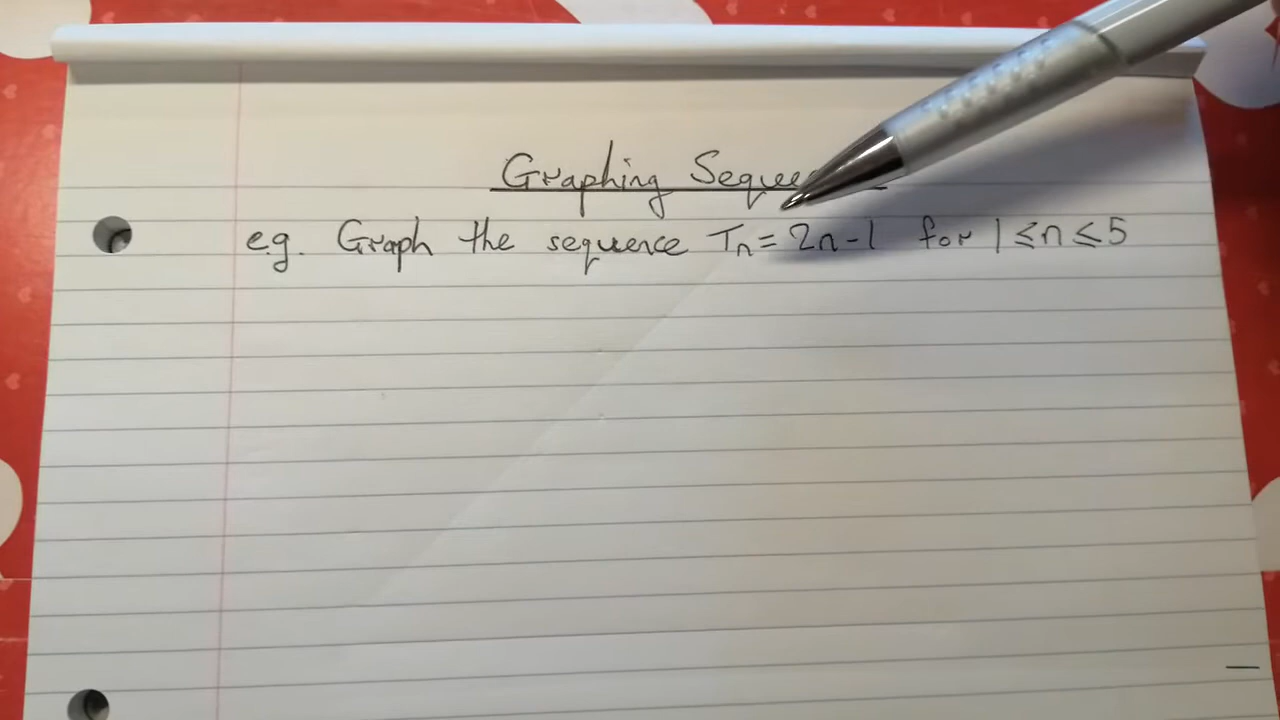 Graphing
e.g. Graph the sequence Tn = 2n-1 for 1 ≤ n ≤ 5